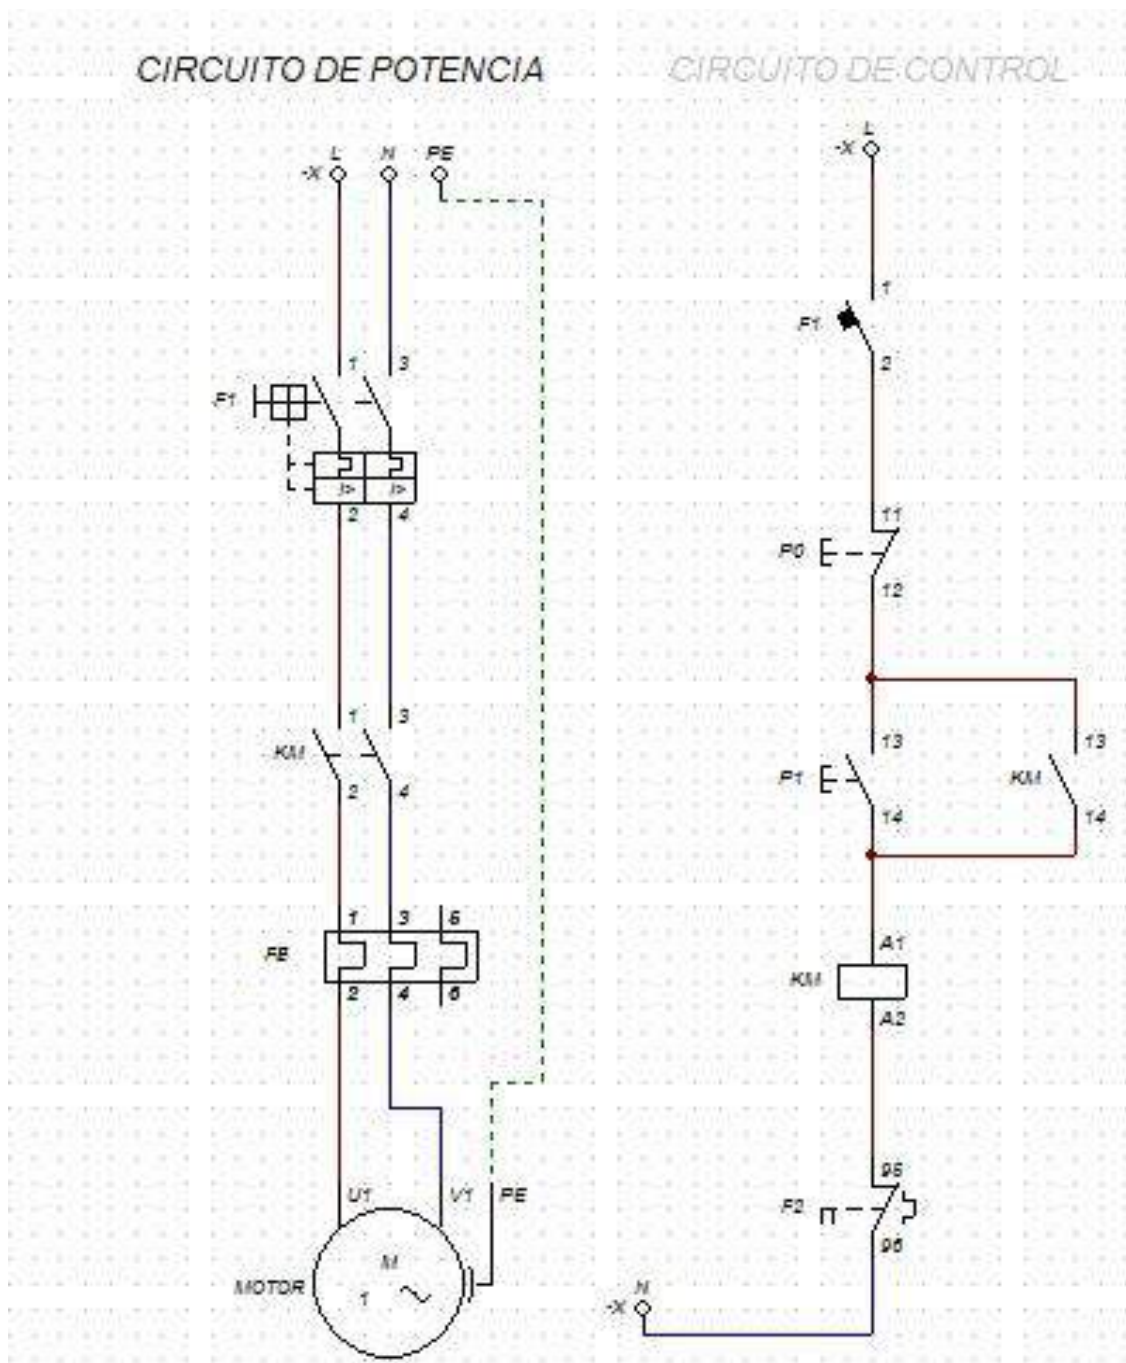 CIRCUITO DE POTENCIA
L N PE
-X
1 3
F1
I> I>
2 4
1 3
KM
2 4
1 3 5
2 4 6
U1 V1 PE
M
MOTOR
1
CIRCUITO DE CONTROL
L
-X
1
F1
2
11
P0
12
13 13
P1 KM
14 14
A1
KM
A2
95
F2
96
N
-X